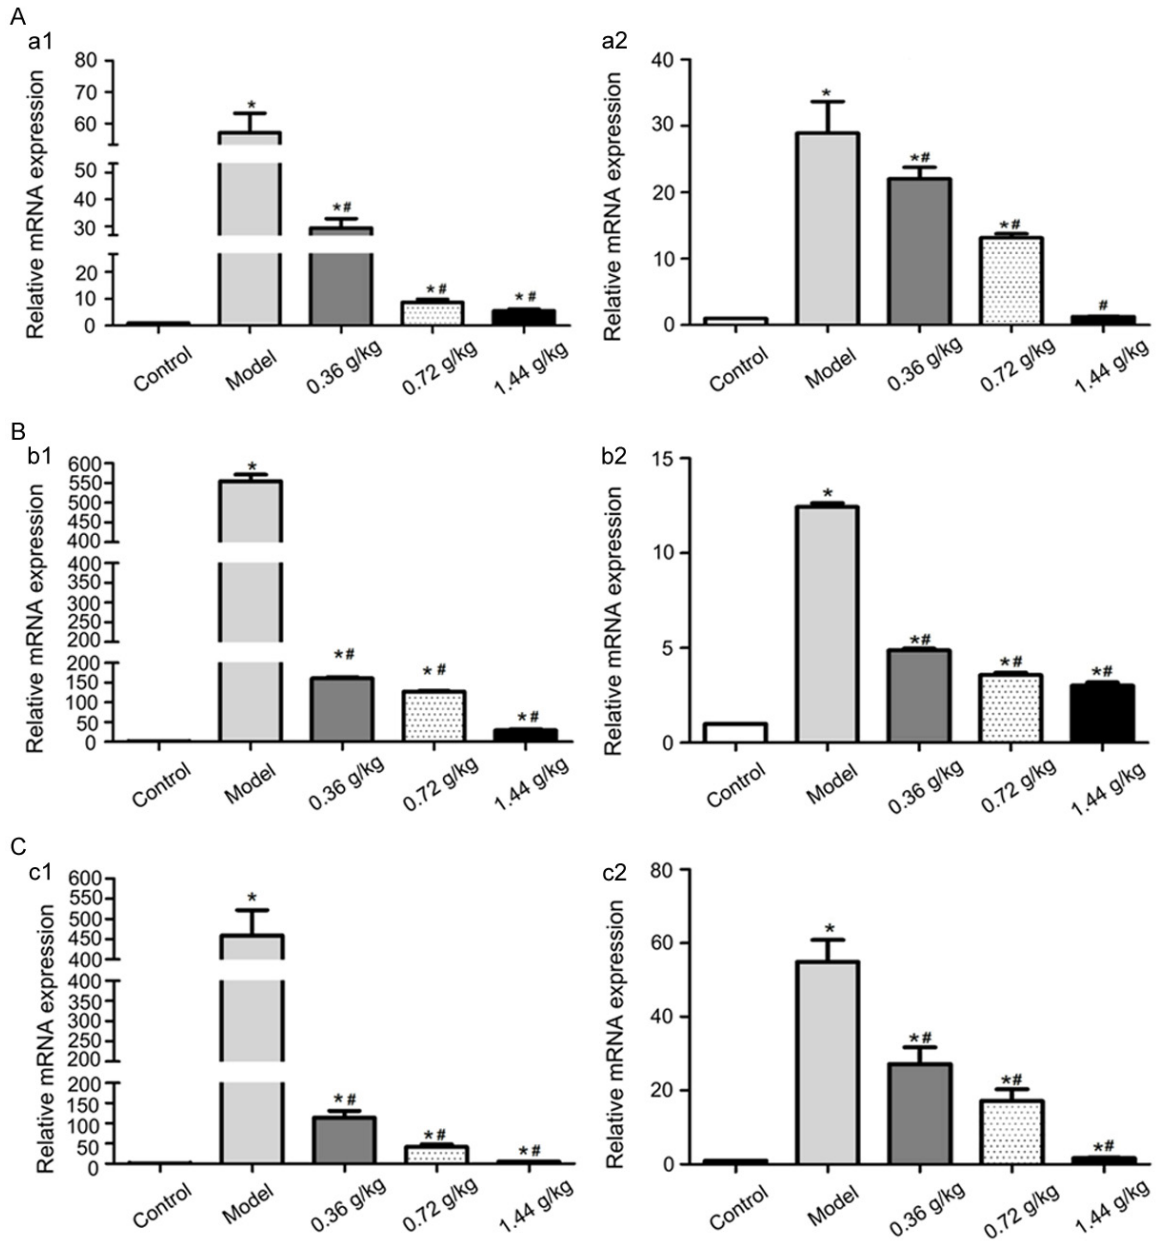 A
a1
Relative mRNA expression
80
70
60
50
40
30
20
10
0
*
*#
*#
*#
Control
Model
0.36 g/kg
0.72 g/kg
1.44 g/kg
a2
Relative mRNA expression
40
30
20
10
0
*
*#
*#
#
Control
Model
0.36 g/kg
0.72 g/kg
1.44 g/kg
B
b1
Relative mRNA expression
600
550
500
450
400
400
350
300
250
200
200
150
100
50
0
*
*#
*#
*#
Control
Model
0.36 g/kg
0.72 g/kg
1.44 g/kg
b2
Relative mRNA expression
15
10
5
0
*
*#
*#
*#
Control
Model
0.36 g/kg
0.72 g/kg
1.44 g/kg
C
c1
Relative mRNA expression
600
550
500
450
400
400
350
300
250
200
200
150
100
50
0
*
*#
*#
*#
Control
Model
0.36 g/kg
0.72 g/kg
1.44 g/kg
c2
Relative mRNA expression
80
60
40
20
0
*
*#
*#
*#
Control
Model
0.36 g/kg
0.72 g/kg
1.44 g/kg